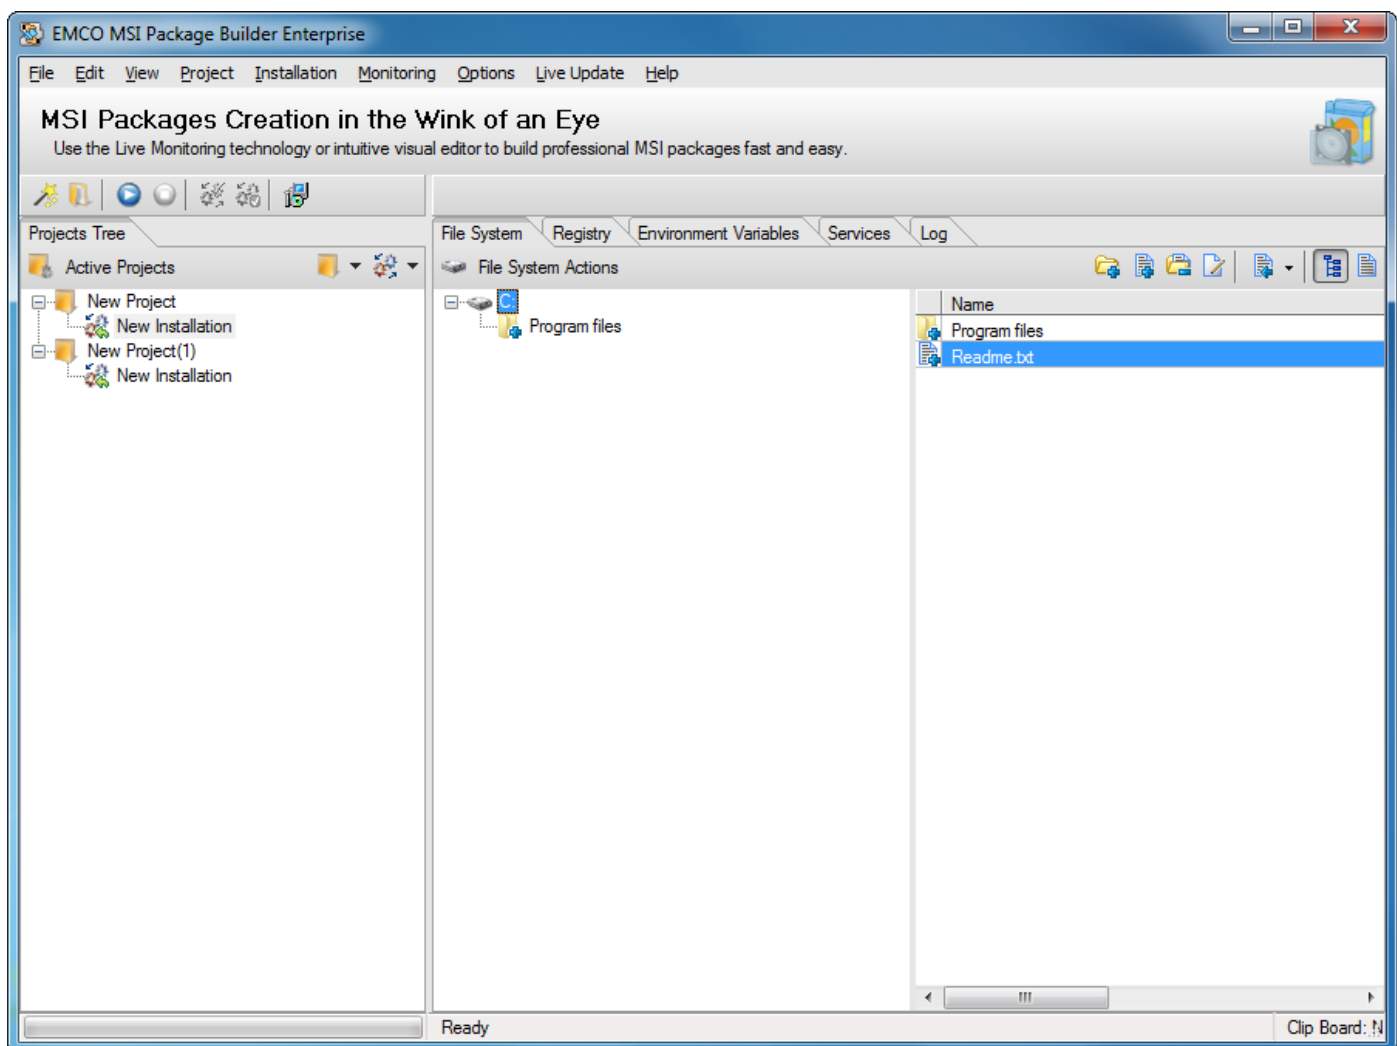 EMCO MSI Package Builder Enterprise
File Edit View Project Installation Monitoring Options Live Update Help
MSI Packages Creation in the Wink of an Eye
Use the Live Monitoring technology or intuitive visual editor to build professional MSI packages fast and easy.
Projects Tree
File System Registry Environment Variables Services Log
Active Projects
File System Actions
New Project
New Installation
New Project(1)
New Installation
C:
Program files
Name
Program files
Readme.txt
Ready
Clip Board: N